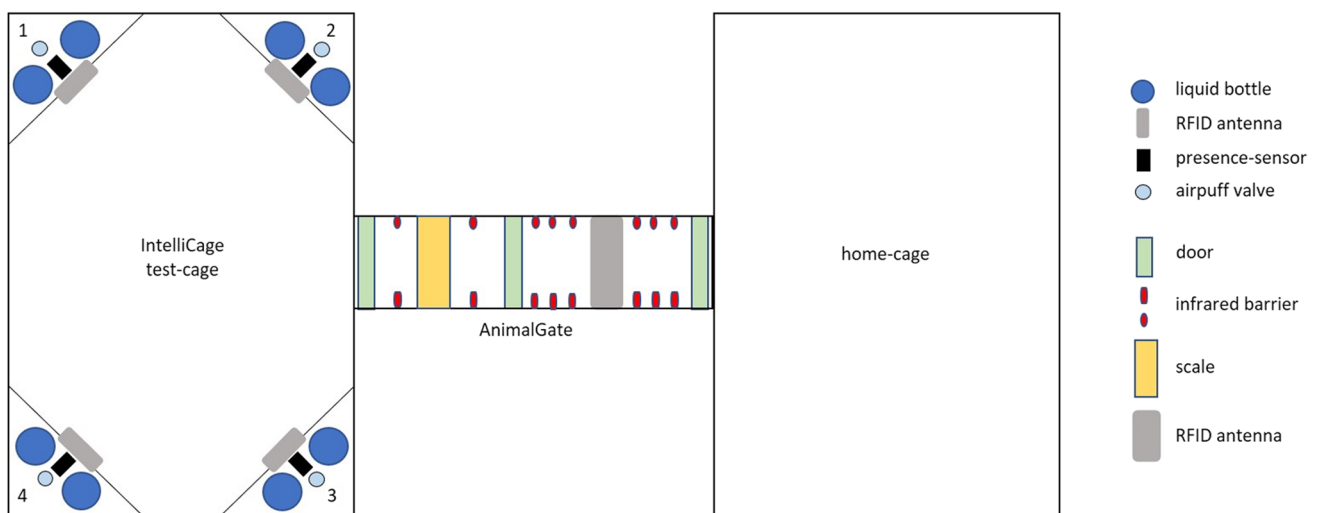 1
2
IntelliCage
test-cage
4
3
AnimalGate
home-cage
liquid bottle
RFID antenna
presence-sensor
airpuff valve
door
infrared barrier
scale
RFID antenna